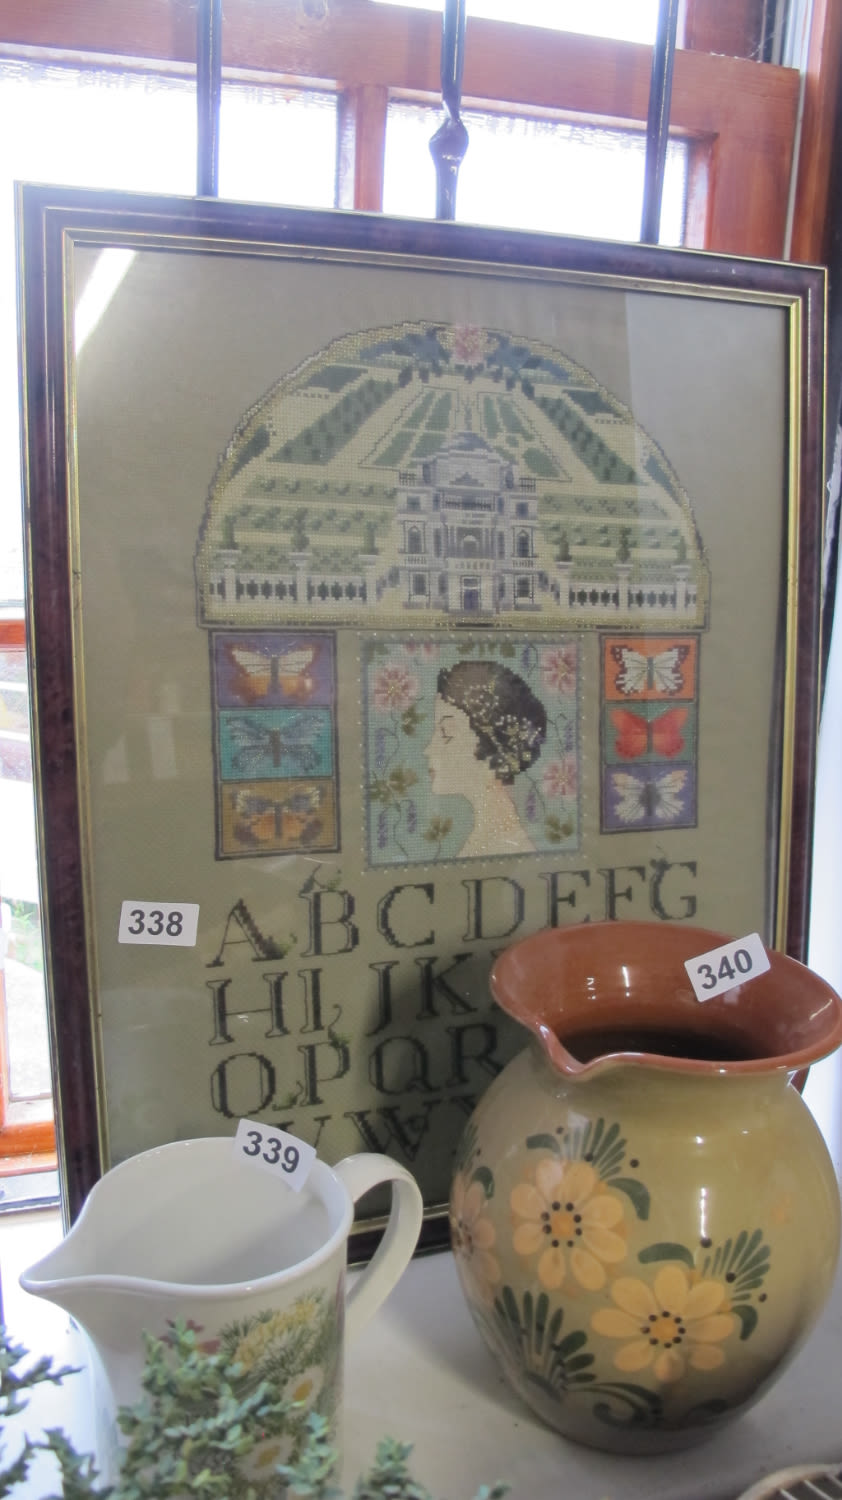 A B C D E F G
H I J K
O P Q R
V W
338
340
339